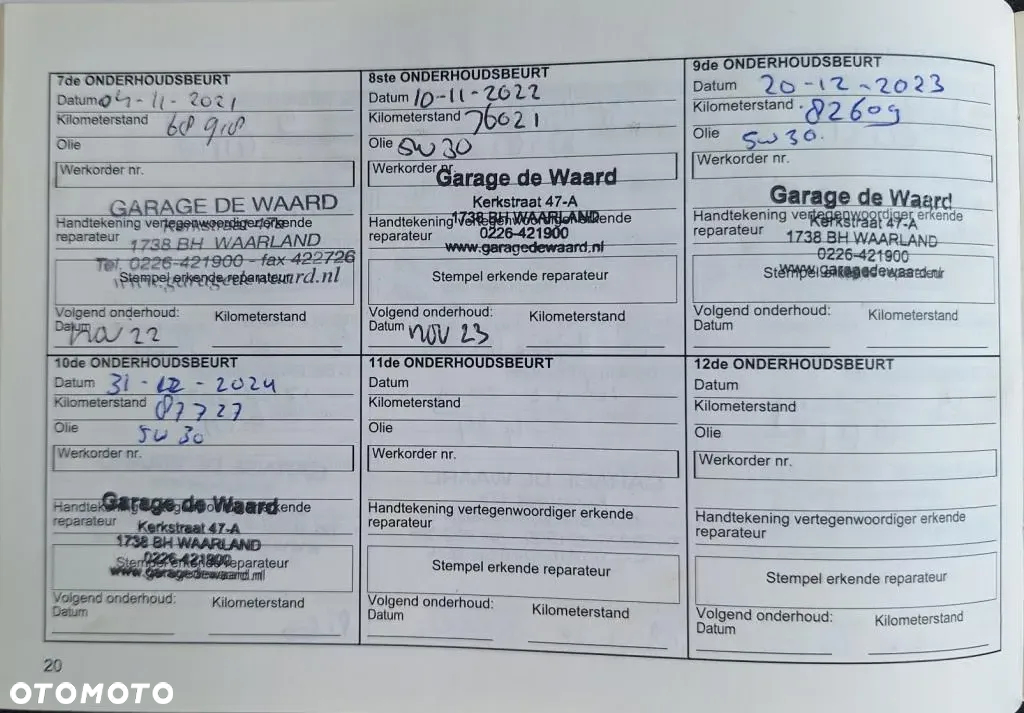 7de ONDERHOUDSBEURT
Datum 04-11-2021
Kilometerstand 68918
Olie
Werkorder nr.
GARAGE DE WAARD
Handtekening vertegenwoordiger erkende
reparateur
1738 BH WAARLAND
Tel. 0226-421900 - fax 422726
Stempel erkende reparateur
www.garagedewaard.nl
Volgend onderhoud: Kilometerstand
Datum nov 22
8ste ONDERHOUDSBEURT
Datum 10-11-2022
Kilometerstand 76021
Olie 5W30
Werkorder nr.
Garage de Waard
Kerkstraat 47-A
Handtekening vertegenwoordiger erkende
1738 BH WAARLAND
reparateur
0226-421900
www.garagedewaard.nl
Stempel erkende reparateur
Volgend onderhoud: Kilometerstand
Datum nov 23
9de ONDERHOUDSBEURT
Datum 20-12-2023
Kilometerstand 82609
Olie 5W30.
Werkorder nr.
Garage de Waard
Handtekening vertegenwoordiger erkende
Kerkstraat 47-A
reparateur
1738 BH WAARLAND
0226-421900
Stempel erkende reparateur
www.garagedewaard.nl
Volgend onderhoud: Kilometerstand
Datum
10de ONDERHOUDSBEURT
Datum 31-12-2024
Kilometerstand 87727
Olie 5W30
Werkorder nr.
Garage de Waard
Handtekening vertegenwoordiger erkende
reparateur
Kerkstraat 47-A
1738 BH WAARLAND
0226-421900
Stempel erkende reparateur
www.garagedewaard.nl
Volgend onderhoud: Kilometerstand
Datum
11de ONDERHOUDSBEURT
Datum
Kilometerstand
Olie
Werkorder nr.
Handtekening vertegenwoordiger erkende
reparateur
Stempel erkende reparateur
Volgend onderhoud: Kilometerstand
Datum
12de ONDERHOUDSBEURT
Datum
Kilometerstand
Olie
Werkorder nr.
Handtekening vertegenwoordiger erkende
reparateur
Stempel erkende reparateur
Volgend onderhoud: Kilometerstand
Datum
20
OTOMOTO